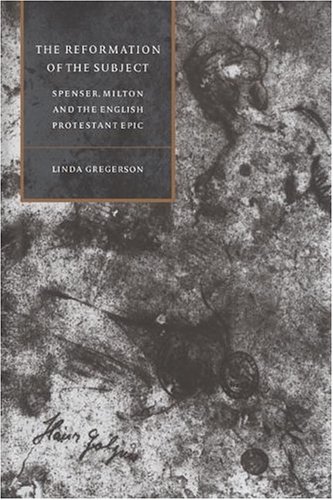 THE REFORMATION
OF THE SUBJECT
SPENSER, MILTON
AND THE ENGLISH
PROTESTANT EPIC
LINDA GREGERSON